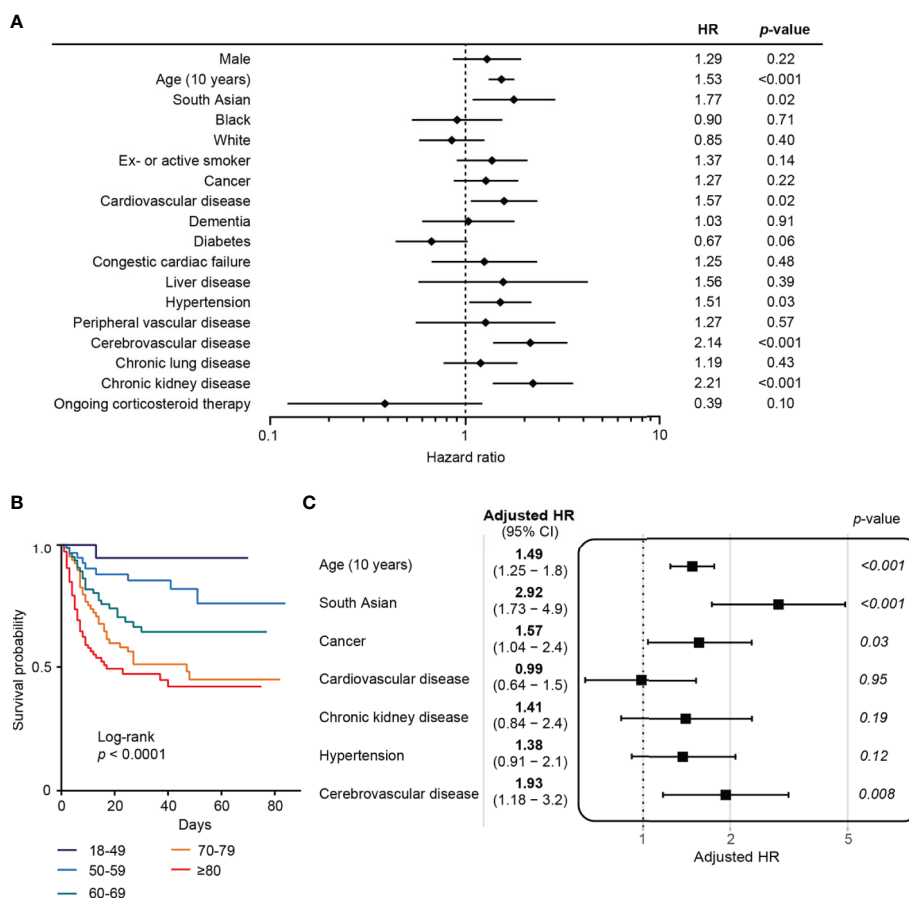 A
HR p-value
Male 1.29 0.22
Age (10 years) 1.53 <0.001
South Asian 1.77 0.02
Black 0.90 0.71
White 0.85 0.40
Ex- or active smoker 1.37 0.14
Cancer 1.27 0.22
Cardiovascular disease 1.57 0.02
Dementia 1.03 0.91
Diabetes 0.67 0.06
Congestic cardiac failure 1.25 0.48
Liver disease 1.56 0.39
Hypertension 1.51 0.03
Peripheral vascular disease 1.27 0.57
Cerebrovascular disease 2.14 <0.001
Chronic lung disease 1.19 0.43
Chronic kidney disease 2.21 <0.001
Ongoing corticosteroid therapy 0.39 0.10
0.1 1 10
Hazard ratio
B
1.0
0.5
0
Survival probability
Log-rank
p < 0.0001
0 20 40 60 80
Days
18-49
50-59
60-69
70-79
≥80
C
Adjusted HR
(95% CI)
p-value
Age (10 years) 1.49 <0.001
(1.25 − 1.8)
South Asian 2.92 <0.001
(1.73 − 4.9)
Cancer 1.57 0.03
(1.04 − 2.4)
Cardiovascular disease 0.99 0.95
(0.64 − 1.5)
Chronic kidney disease 1.41 0.19
(0.84 − 2.4)
Hypertension 1.38 0.12
(0.91 − 2.1)
Cerebrovascular disease 1.93 0.008
(1.18 − 3.2)
1 2 5
Adjusted HR